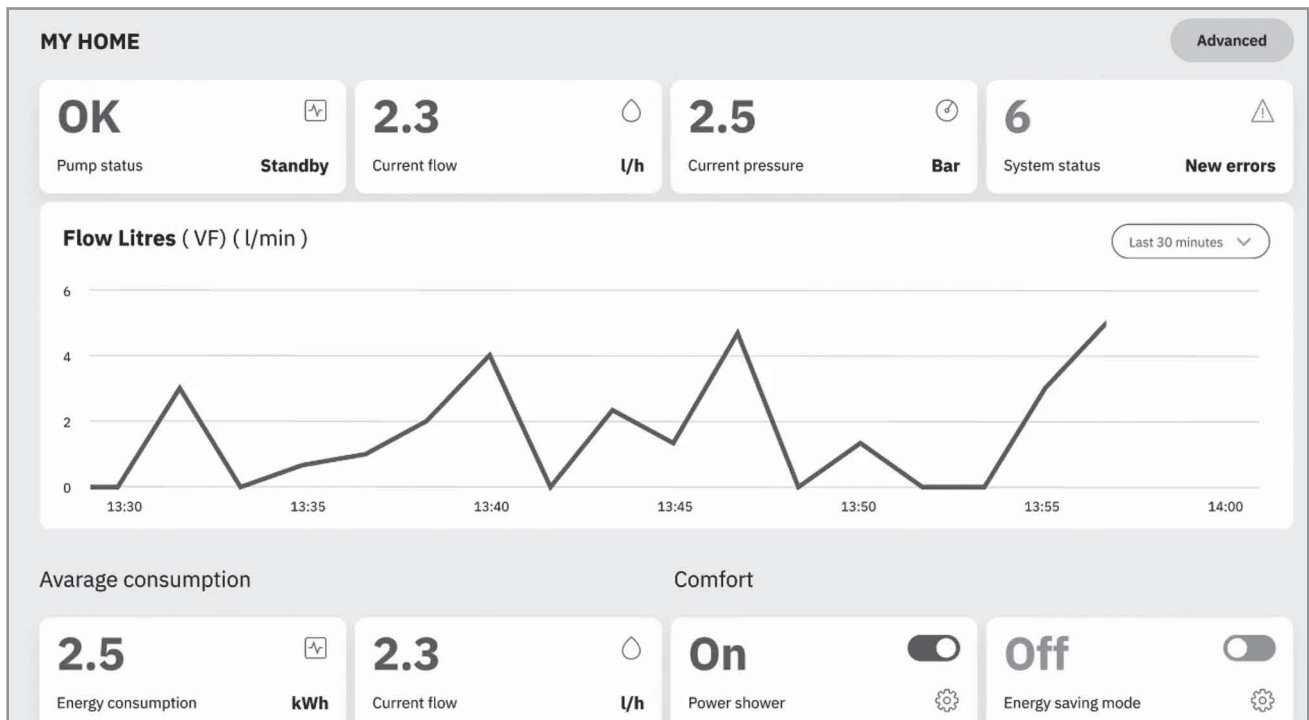 MY HOME
Advanced
OK
Pump status Standby
2.3
Current flow l/h
2.5
Current pressure Bar
6
System status New errors
Flow Litres ( VF) ( l/min )
Last 30 minutes
6
4
2
0
13:30 13:35 13:40 13:45 13:50 13:55 14:00
Avarage consumption
Comfort
2.5
Energy consumption kWh
2.3
Current flow l/h
On
Power shower
Off
Energy saving mode